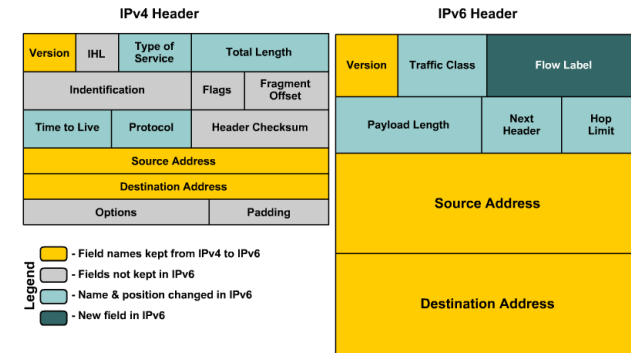 IPv4 Header
Version
IHL
Type of
Service
Total Length
Indentification
Flags
Fragment
Offset
Time to Live
Protocol
Header Checksum
Source Address
Destination Address
Options
Padding
Legend
- Field names kept from IPv4 to IPv6
- Fields not kept in IPv6
- Name & position changed in IPv6
- New field in IPv6
IPv6 Header
Version
Traffic Class
Flow Label
Payload Length
Next
Header
Hop
Limit
Source Address
Destination Address